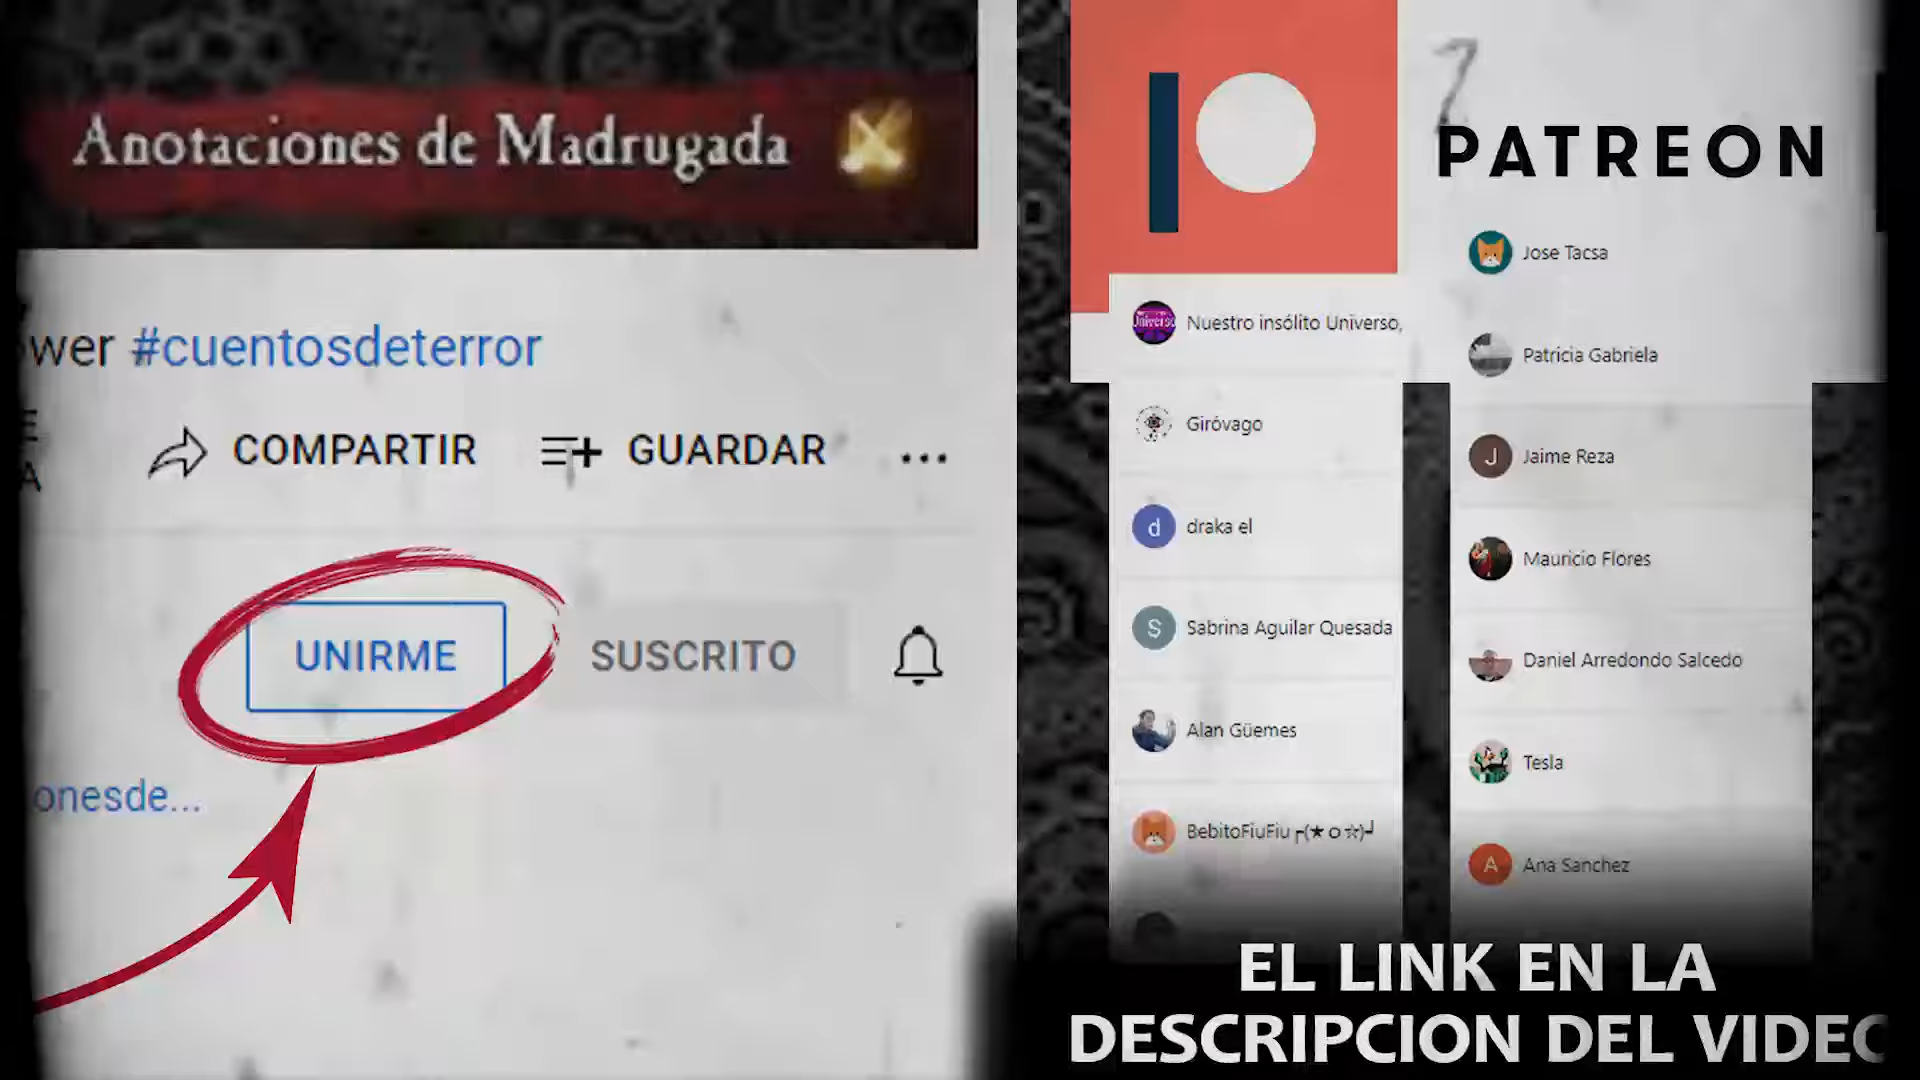 Anotaciones de Madrugada
wer #cuentosdeterror
COMPARTIR
GUARDAR
UNIRME
SUSCRITO
onesde...
PATREON
Nuestro insólito Universo,
Giróvago
d
draka el
S
Sabrina Aguilar Quesada
Alan Güemes
BebitoFiuFiu┌(★o☆)┘
Jose Tacsa
Patricia Gabriela
J
Jaime Reza
Mauricio Flores
Daniel Arredondo Salcedo
Tesla
A
Ana Sanchez
EL LINK EN LA
DESCRIPCION DEL VIDEO